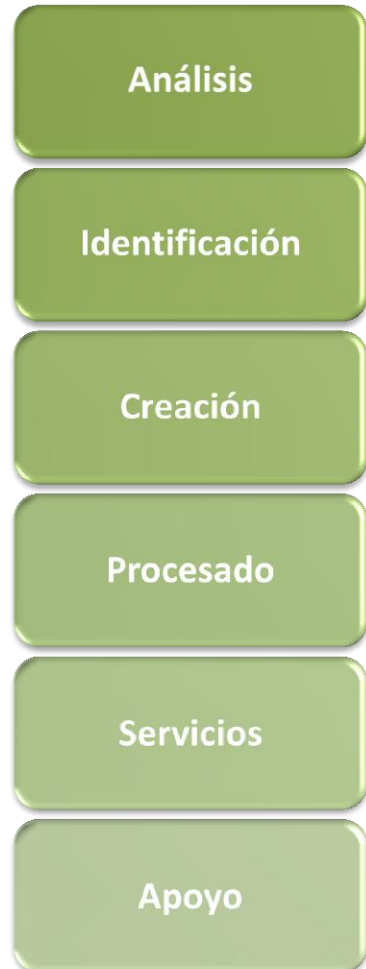 Análisis
Identificación
Creación
Procesado
Servicios
Apoyo